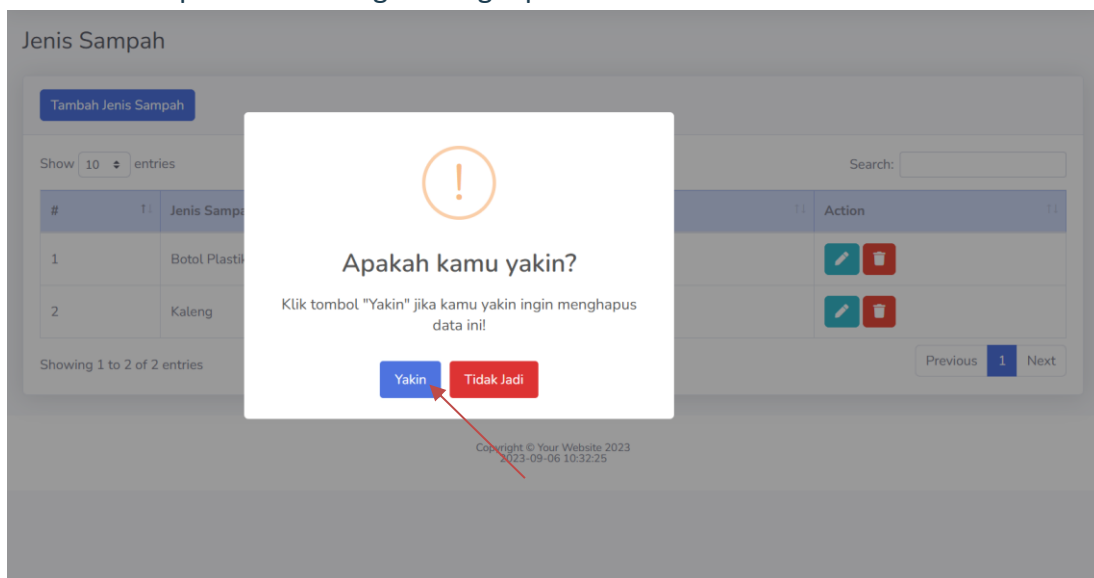 Jenis Sampah
Tambah Jenis Sampah
Show 10 entries
Search:
#
Jenis
Action
1
Botol Plastik
2
Kaleng
Showing 1 to 2 of 2 entries
Previous 1 Next
Apakah kamu yakin?
Klik tombol "Yakin" jika kamu yakin ingin menghapus
data ini!
Yakin
Tidak Jadi
Copyright © Your Website 2023
2023-09-06 10:32:25